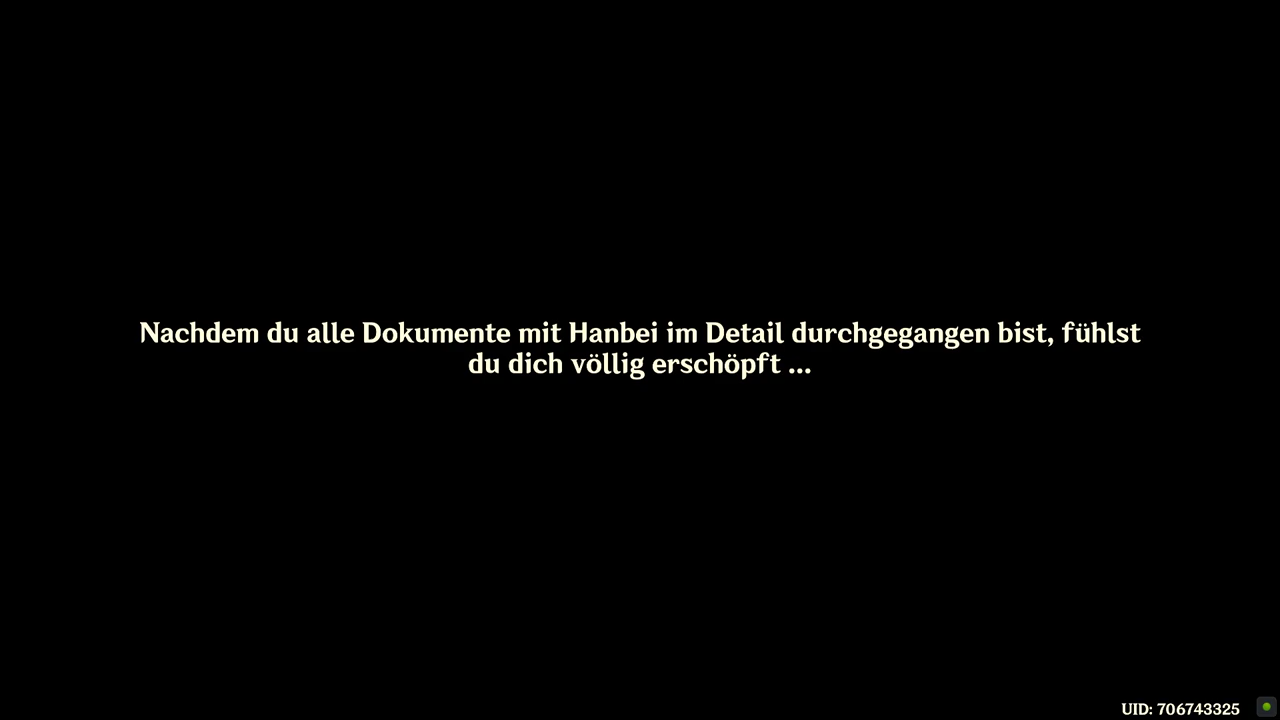 Nachdem du alle Dokumente mit Hanbei im Detail durchgegangen bist, fühlst
du dich völlig erschöpft ...
UID: 706743325